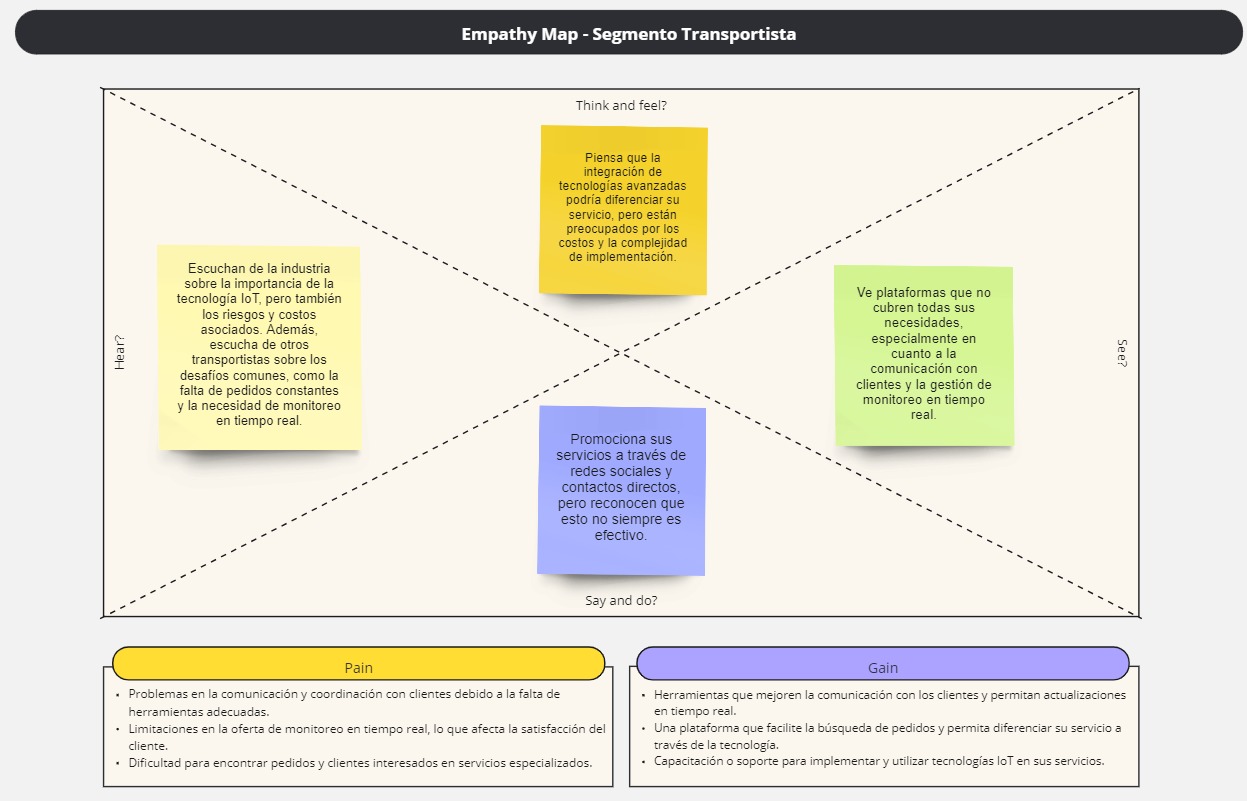 Empathy Map - Segmento Transportista
Think and feel?
Piensa que la
integración de
tecnologías avanzadas
podría diferenciar su
servicio, pero están
preocupados por los
costos y la complejidad
de implementación.
Hear?
Escuchan de la industria
sobre la importancia de la
tecnología IoT, pero también
los riesgos y costos
asociados. Además,
escucha de otros
transportistas sobre los
desafíos comunes, como la
falta de pedidos constantes
y la necesidad de monitoreo
en tiempo real.
Ve plataformas que no
cubren todas sus
necesidades,
especialmente en
cuanto a la
comunicación con
clientes y la gestión de
monitoreo en tiempo
real.
See?
Promociona sus
servicios a través de
redes sociales y
contactos directos,
pero reconocen que
esto no siempre es
efectivo.
Say and do?
Pain
• Problemas en la comunicación y coordinación con clientes debido a la falta de
herramientas adecuadas.
• Limitaciones en la oferta de monitoreo en tiempo real, lo que afecta la satisfacción del
cliente.
• Dificultad para encontrar pedidos y clientes interesados en servicios especializados.
Gain
• Herramientas que mejoren la comunicación con los clientes y permitan actualizaciones
en tiempo real.
• Una plataforma que facilite la búsqueda de pedidos y permita diferenciar su servicio a
través de la tecnología.
• Capacitación o soporte para implementar y utilizar tecnologías IoT en sus servicios.